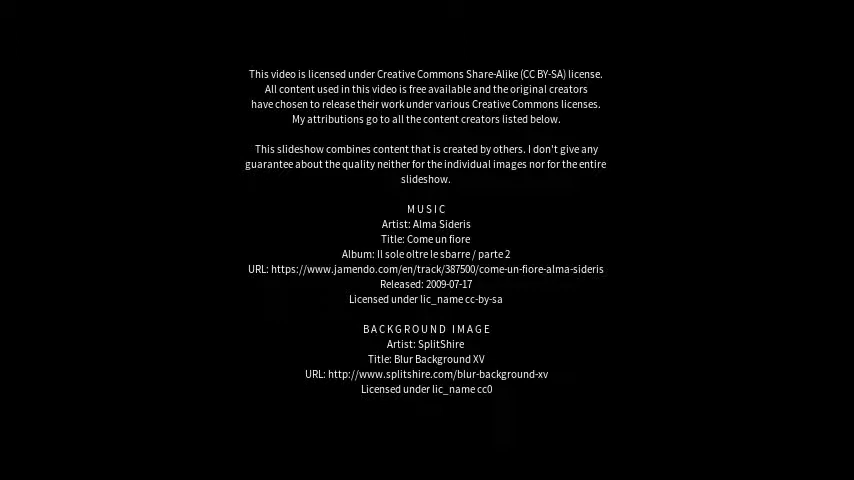 This video is licensed under Creative Commons Share-Alike (CC BY-SA) license.
All content used in this video is free available and the original creators
have chosen to release their work under various Creative Commons licenses.
My attributions go to all the content creators listed below.
This slideshow combines content that is created by others. I don't give any
guarantee about the quality neither for the individual images nor for the entire
slideshow.
MUSIC
Artist: Alma Sideris
Title: Come un fiore
Album: Il sole oltre le sbarre / parte 2
URL: https://www.jamendo.com/en/track/387500/come-un-fiore-alma-sideris
Released: 2009-07-17
Licensed under lic_name cc-by-sa
BACKGROUND IMAGE
Artist: SplitShire
Title: Blur Background XV
URL: http://www.splitshire.com/blur-background-xv
Licensed under lic_name cc0